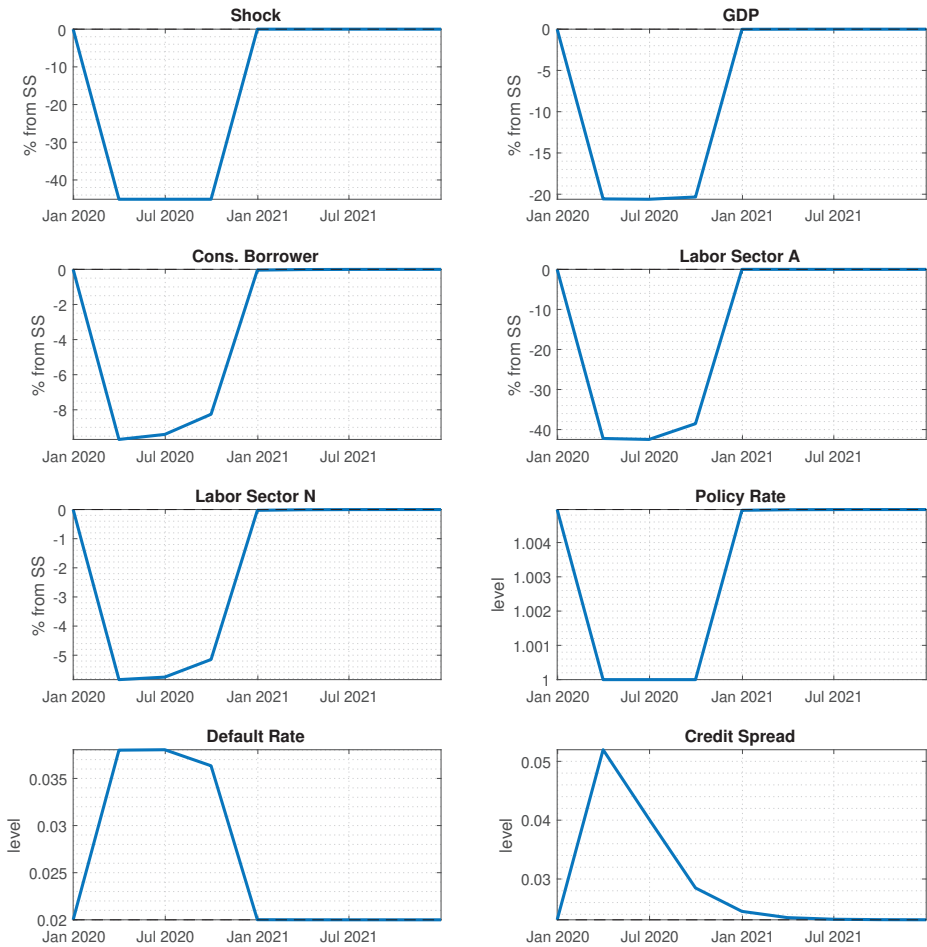 Shock
% from SS
0
-10
-20
-30
-40
Jan 2020 Jul 2020 Jan 2021 Jul 2021
GDP
% from SS
0
-5
-10
-15
-20
Jan 2020 Jul 2020 Jan 2021 Jul 2021
Cons. Borrower
% from SS
0
-2
-4
-6
-8
Jan 2020 Jul 2020 Jan 2021 Jul 2021
Labor Sector A
% from SS
0
-10
-20
-30
-40
Jan 2020 Jul 2020 Jan 2021 Jul 2021
Labor Sector N
% from SS
0
-1
-2
-3
-4
-5
Jan 2020 Jul 2020 Jan 2021 Jul 2021
Policy Rate
level
1.004
1.003
1.002
1.001
1
Jan 2020 Jul 2020 Jan 2021 Jul 2021
Default Rate
level
0.035
0.03
0.025
0.02
Jan 2020 Jul 2020 Jan 2021 Jul 2021
Credit Spread
level
0.05
0.04
0.03
Jan 2020 Jul 2020 Jan 2021 Jul 2021